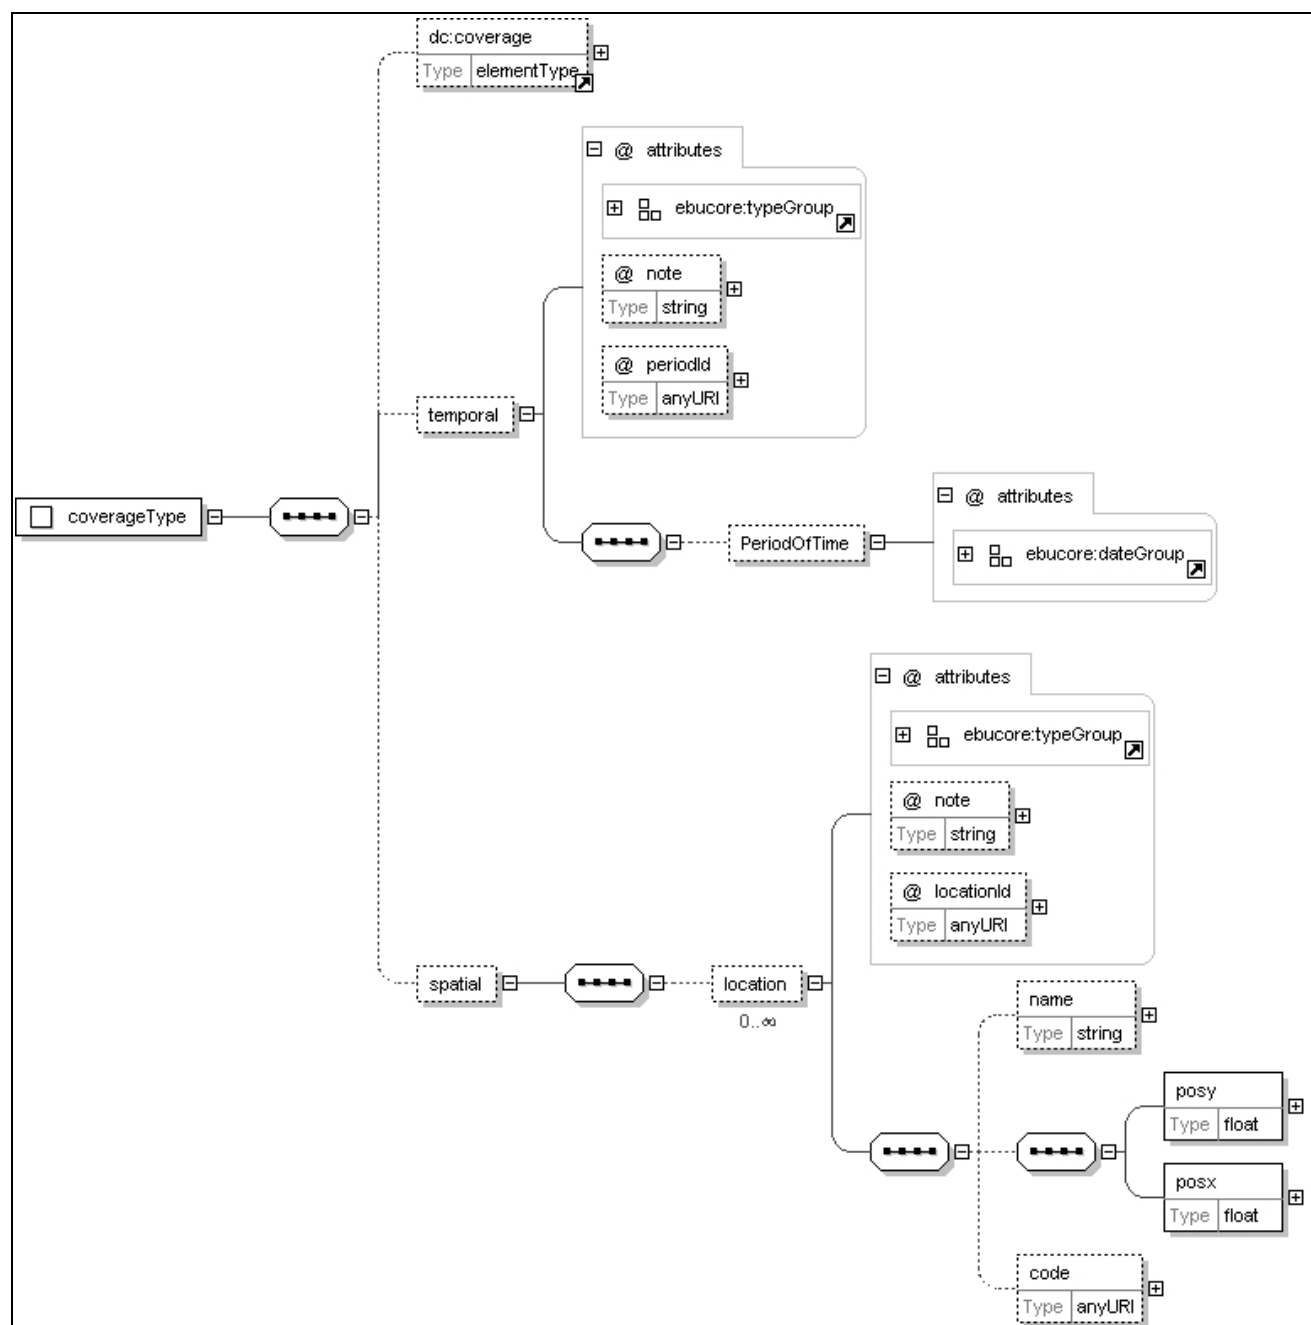 dc:coverage
Type elementType
@ attributes
ebucore:typeGroup
@ note
Type string
@ periodId
Type anyURI
temporal
coverageType
PeriodOfTime
@ attributes
ebucore:dateGroup
@ attributes
ebucore:typeGroup
@ note
Type string
@ locationId
Type anyURI
spatial
location
0..∞
name
Type string
posy
Type float
posx
Type float
code
Type anyURI